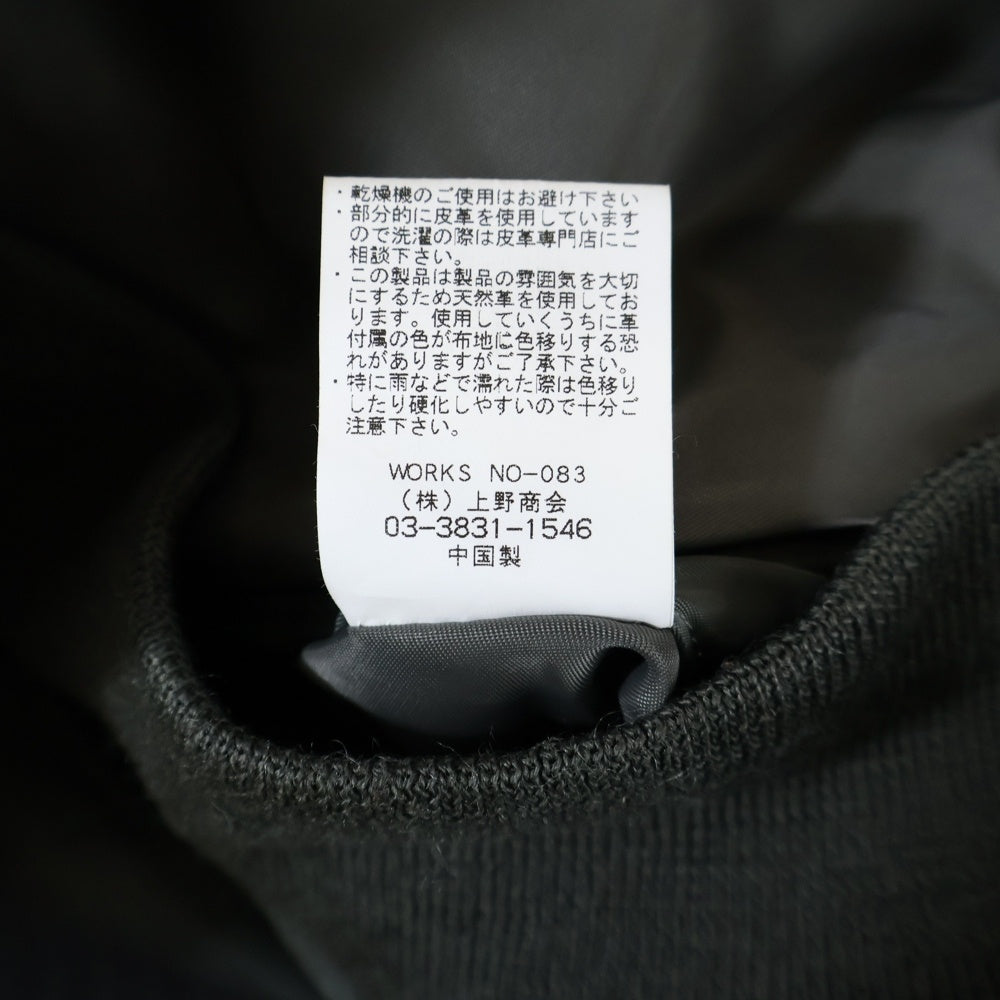 ・乾燥機のご使用はお避け下さい
・部分的に皮革を使用しています
ので洗濯の際は皮革専門店にご
相談下さい。
・この製品は製品の雰囲気を大切
にするため天然革を使用してお
ります。使用していくうちに革
付属の色が布地に色移りする恐
れがありますがご了承下さい。
・特に雨などで濡れた際は色移り
したり硬化しやすいので十分ご
注意下さい。
WORKS NO-083
(株)上野商会
03-3831-1546
中国製